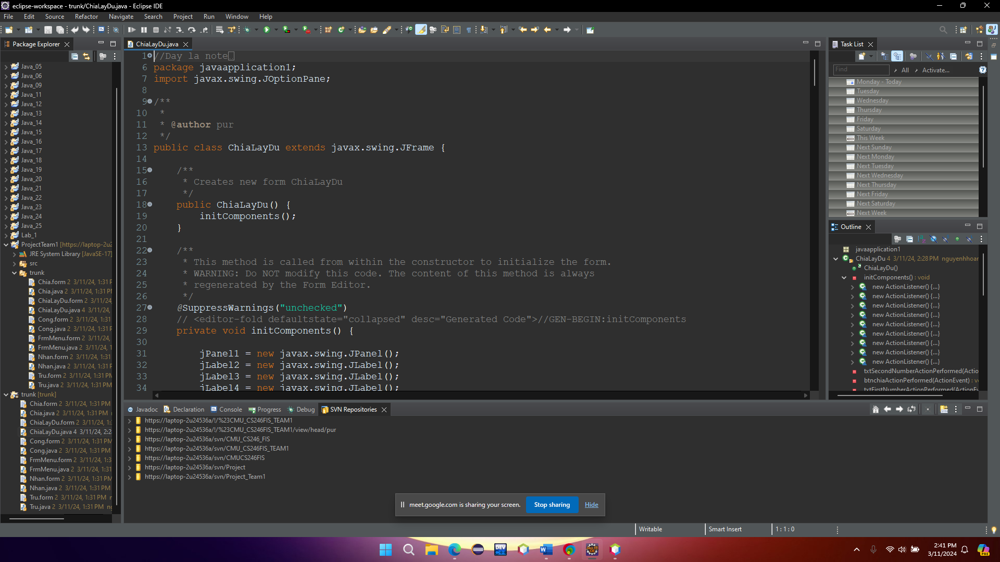 eclipse-workspace - trunk/ChiaLayDu.java - Eclipse IDE
File Edit Source Refactor Navigate Search Project Run Window Help
Package Explorer
Java_05
Java_06
Java_09
Java_11
Java_12
Java_13
Java_14
Java_15
Java_16
Java_17
Java_18
Java_19
Java_20
Java_21
Java_22
Java_23
Java_24
Java_25
Lab_1
ProjectTeam1 [https://laptop-2u2
JRE System Library [JavaSE-17]
src
trunk
Chia.form 2 3/11/24, 1:31 P
Chia.java 2 3/11/24, 1:31 PI
ChiaLayDu.form 2 3/11/24,
ChiaLayDu.java 4 3/11/24,
Cong.form 2 3/11/24, 1:31
Cong.java 2 3/11/24, 1:31 P
FrmMenu.form 2 3/11/24,
FrmMenu.java 2 3/11/24, 1
Nhan.form 2 3/11/24, 1:31
Nhan.java 2 3/11/24, 1:31 P
Tru.form 2 3/11/24, 1:31 PM
Tru.java 2 3/11/24, 1:31 PM
trunk [trunk]
Chia.form 2 3/11/24, 1:31 PM
Chia.java 2 3/11/24, 1:31 PM
ChiaLayDu.form 2 3/11/24, 1:
ChiaLayDu.java 4 3/11/24, 2:2
Cong.form 2 3/11/24, 1:31 PM
Cong.java 2 3/11/24, 1:31 PM
FrmMenu.form 2 3/11/24, 1:3
FrmMenu.java 2 3/11/24, 1:31
Nhan.form 2 3/11/24, 1:31 PM
Nhan.java 2 3/11/24, 1:31 PM
Tru.form 2 3/11/24, 1:31 PM
Tru.java 2 3/11/24, 1:31 PM
ChiaLayDu.java
1 //Day la note
6 package javaapplication1;
7 import javax.swing.JOptionPane;
8
9 /**
10 *
11 * @author pur
12 */
13 public class ChiaLayDu extends javax.swing.JFrame {
14
15 /**
16 * Creates new form ChiaLayDu
17 */
18 public ChiaLayDu() {
19 initComponents();
20 }
21
22 /**
23 * This method is called from within the constructor to initialize the form.
24 * WARNING: Do NOT modify this code. The content of this method is always
25 * regenerated by the Form Editor.
26 */
27 @SuppressWarnings("unchecked")
28 // <editor-fold defaultstate="collapsed" desc="Generated Code">//GEN-BEGIN:initComponents
29 private void initComponents() {
30
31 jPanel1 = new javax.swing.JPanel();
32 jLabel2 = new javax.swing.JLabel();
33 jLabel3 = new javax.swing.JLabel();
34 jLabel4 = new javax.swing.JLabel();
Task List
Find All Activate...
Monday - Today
Tuesday
Wednesday
Thursday
Friday
Saturday
This Week
Next Sunday
Next Monday
Next Tuesday
Next Wednesday
Next Thursday
Next Friday
Next Saturday
Next Week
Outline
javaapplication1
ChiaLayDu 4 3/11/24, 2:28 PM nguyenhhoar
ChiaLayDu()
initComponents() : void
new ActionListener() {...}
new ActionListener() {...}
new ActionListener() {...}
new ActionListener() {...}
new ActionListener() {...}
new ActionListener() {...}
new ActionListener() {...}
new ActionListener() {...}
new ActionListener() {...}
txtSecondNumberActionPerformed(Actio
btnchiaActionPerformed(ActionEvent) : v
txtFirstNumberActionPerformed(ActionEv
Javadoc Declaration Console Progress Debug SVN Repositories
https://laptop-2u24536a/!/%23CMU_CS246FIS_TEAM1
https://laptop-2u24536a/!/%23CMU_CS246FIS_TEAM1/view/head/pur
https://laptop-2u24536a/svn/CMU_CS246_FIS
https://laptop-2u24536a/svn/CMU_CS246FIS_TEAM1
https://laptop-2u24536a/svn/CMUCS246FIS
https://laptop-2u24536a/svn/Project
https://laptop-2u24536a/svn/Project_Team1
meet.google.com is sharing your screen. Stop sharing Hide
Writable Smart Insert 1 : 1 : 0
DEV
2:41 PM
3/11/2024
PRE